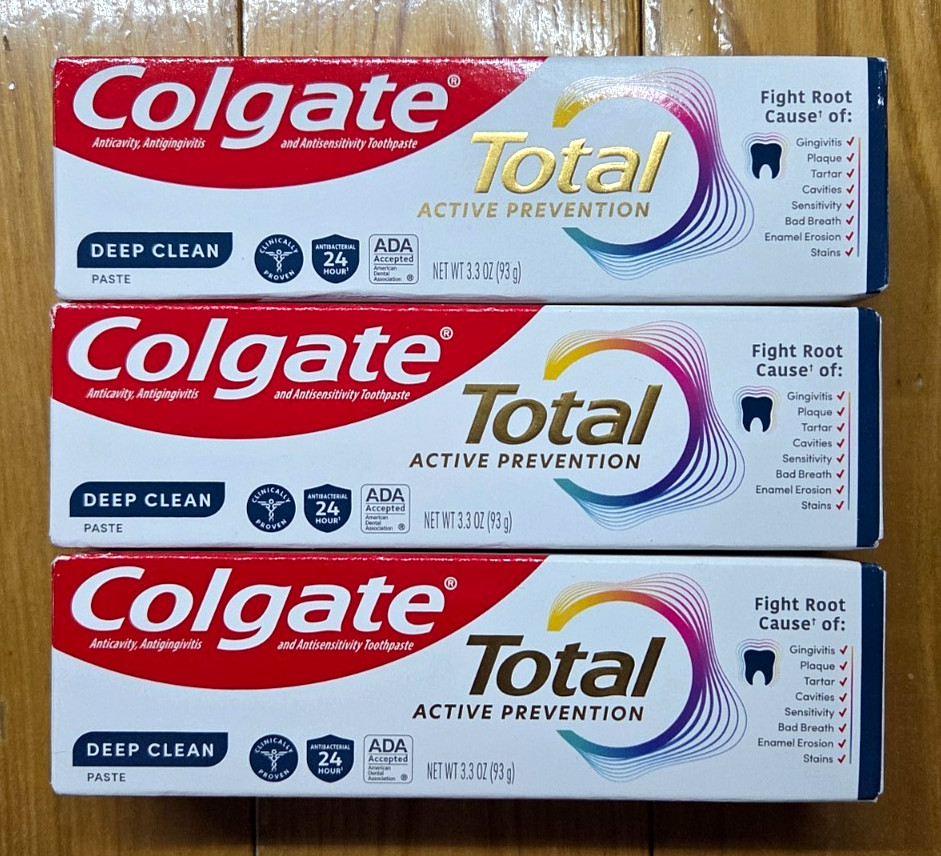 Colgate®
Anticavity, Antigingivitis and Antisensitivity Toothpaste
Total
ACTIVE PREVENTION
Fight Root
Cause† of:
Gingivitis ✓
Plaque ✓
Tartar ✓
Cavities ✓
Sensitivity ✓
Bad Breath ✓
Enamel Erosion ✓
Stains ✓
DEEP CLEAN
PASTE
CLINICALLY
PROVEN
ANTIBACTERIAL
24
HOUR‡
ADA
Accepted
American
Dental
Association ®
NET WT 3.3 OZ (93 g)
Colgate®
Anticavity, Antigingivitis and Antisensitivity Toothpaste
Total
ACTIVE PREVENTION
Fight Root
Cause† of:
Gingivitis ✓
Plaque ✓
Tartar ✓
Cavities ✓
Sensitivity ✓
Bad Breath ✓
Enamel Erosion ✓
Stains ✓
DEEP CLEAN
PASTE
CLINICALLY
PROVEN
ANTIBACTERIAL
24
HOUR‡
ADA
Accepted
American
Dental
Association ®
NET WT 3.3 OZ (93 g)
Colgate®
Anticavity, Antigingivitis and Antisensitivity Toothpaste
Total
ACTIVE PREVENTION
Fight Root
Cause† of:
Gingivitis ✓
Plaque ✓
Tartar ✓
Cavities ✓
Sensitivity ✓
Bad Breath ✓
Enamel Erosion ✓
Stains ✓
DEEP CLEAN
PASTE
CLINICALLY
PROVEN
ANTIBACTERIAL
24
HOUR‡
ADA
Accepted
American
Dental
Association ®
NET WT 3.3 OZ (93 g)